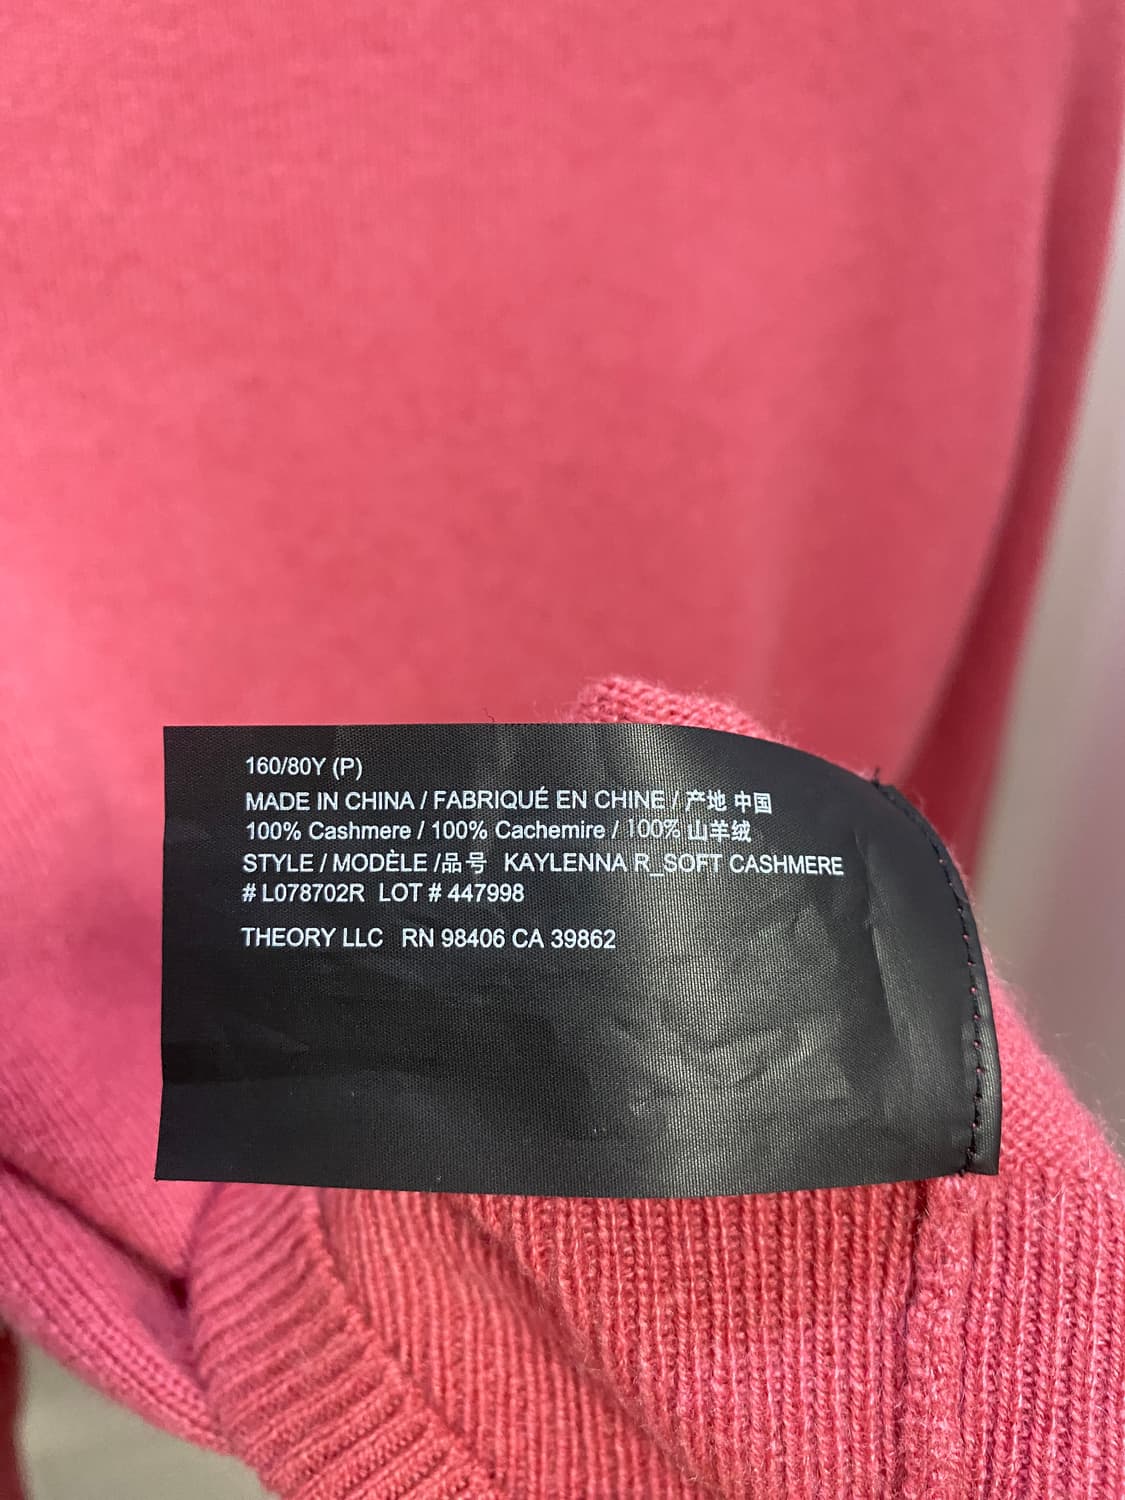 160/80Y (P)
MADE IN CHINA / FABRIQUÉ EN CHINE / 产地 中国
100% Cashmere / 100% Cachemire / 100% 山羊绒
STYLE / MODÈLE /品号 KAYLENNA R_SOFT CASHMERE
# L078702R LOT # 447998
THEORY LLC RN 98406 CA 39862